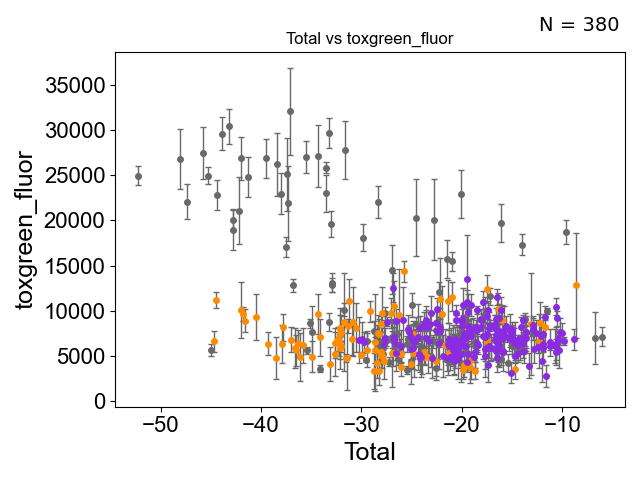 N = 380
Total vs toxgreen_fluor
toxgreen_fluor
35000
30000
25000
20000
15000
10000
5000
0
−50 −40 −30 −20 −10
Total